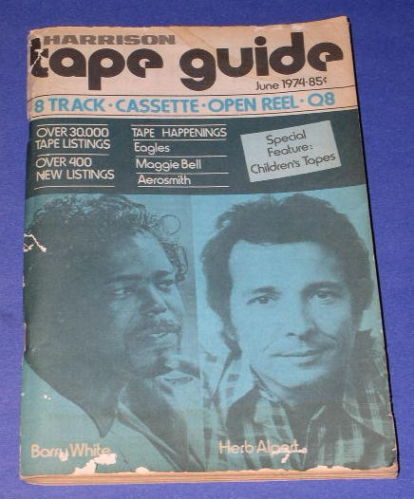 HARRISON
tape guide
June 1974·85¢
8 TRACK·CASSETTE·OPEN REEL·Q8
OVER 30,000
TAPE LISTINGS
OVER 400
NEW LISTINGS
TAPE HAPPENINGS
Eagles
Maggie Bell
Aerosmith
Special
Feature:
Children's Tapes
Barry White
Herb Alpert